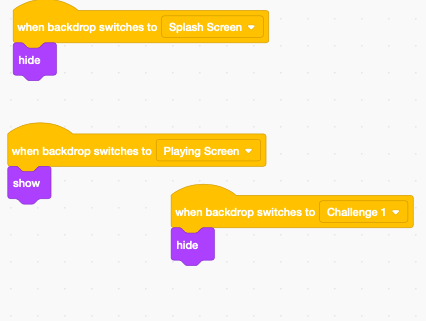 when backdrop switches to Splash Screen
hide
when backdrop switches to Playing Screen
show
when backdrop switches to Challenge 1
hide